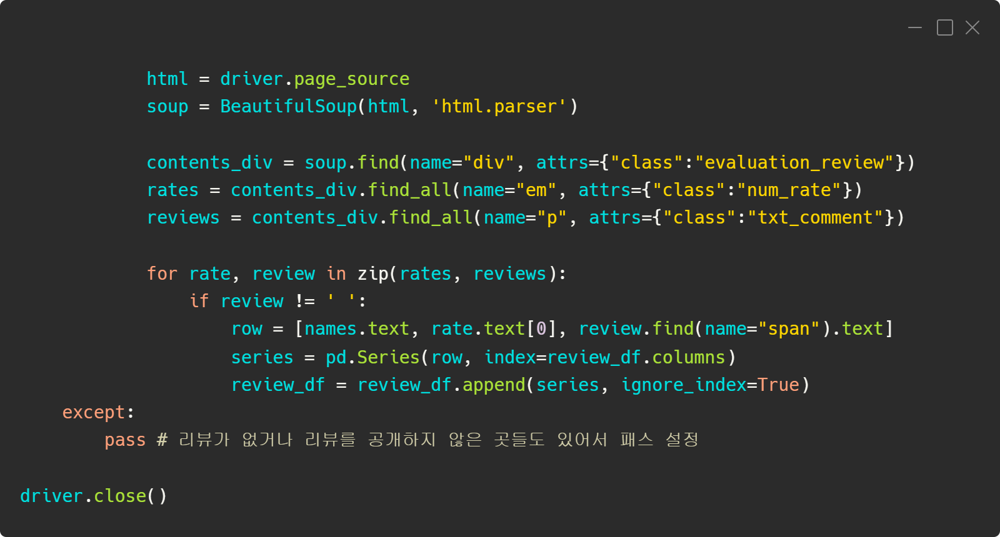 html = driver.page_source
soup = BeautifulSoup(html, 'html.parser')
contents_div = soup.find(name="div", attrs={"class":"evaluation_review"})
rates = contents_div.find_all(name="em", attrs={"class":"num_rate"})
reviews = contents_div.find_all(name="p", attrs={"class":"txt_comment"})
for rate, review in zip(rates, reviews):
if review != ' ':
row = [names.text, rate.text[0], review.find(name="span").text]
series = pd.Series(row, index=review_df.columns)
review_df = review_df.append(series, ignore_index=True)
except:
pass # 리뷰가 없거나 리뷰를 공개하지 않은 곳들도 있어서 패스 설정
driver.close()